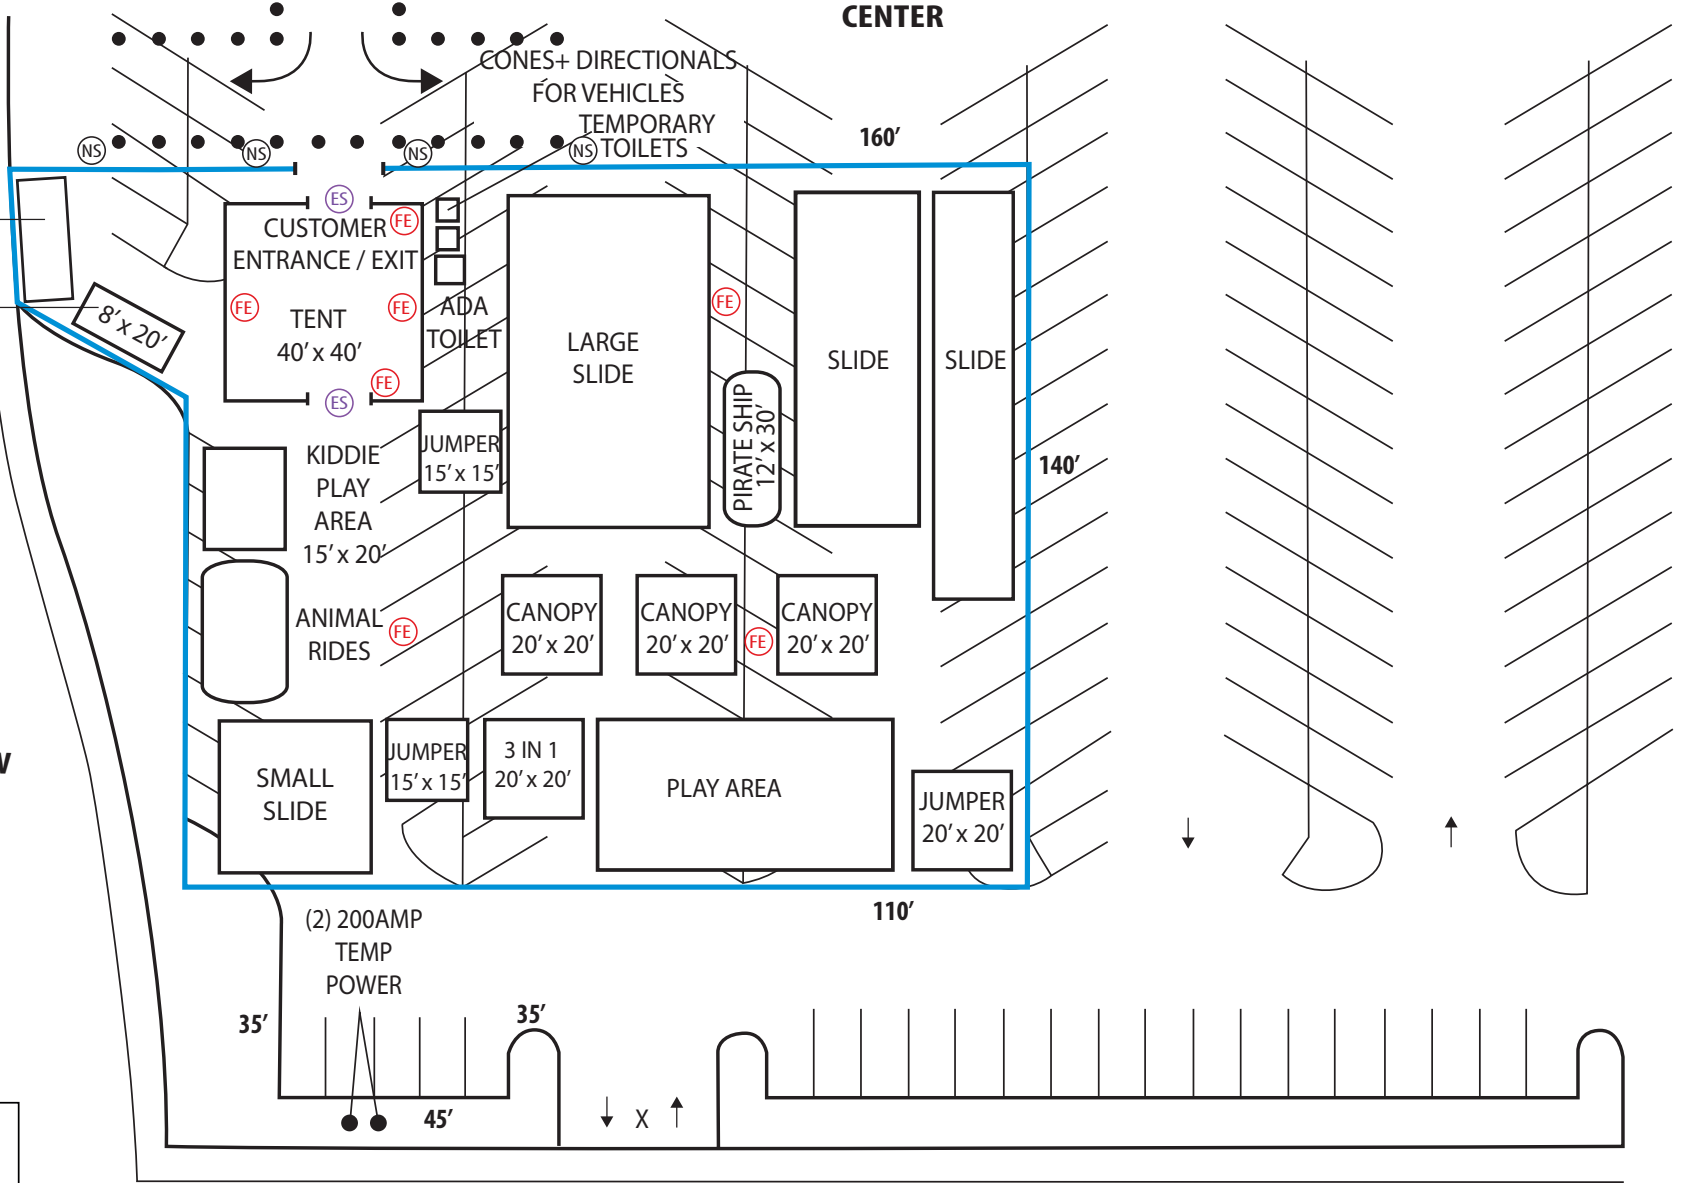 CENTER
CONES+ DIRECTIONALS
FOR VEHICLES
TEMPORARY
TOILETS
160'
NS
NS
NS
NS
ES
FE
CUSTOMER
ENTRANCE / EXIT
FE
FE
TENT
40' x 40'
FE
ES
8' x 20'
ADA
TOILET
LARGE
SLIDE
FE
PIRATE SHIP
12' x 30'
SLIDE
SLIDE
140'
JUMPER
15' x 15'
KIDDIE
PLAY
AREA
15' x 20'
ANIMAL
RIDES
FE
CANOPY
20' x 20'
CANOPY
20' x 20'
FE
CANOPY
20' x 20'
SMALL
SLIDE
JUMPER
15' x 15'
3 IN 1
20' x 20'
PLAY AREA
JUMPER
20' x 20'
110'
(2) 200AMP
TEMP
POWER
35'
35'
45'
X